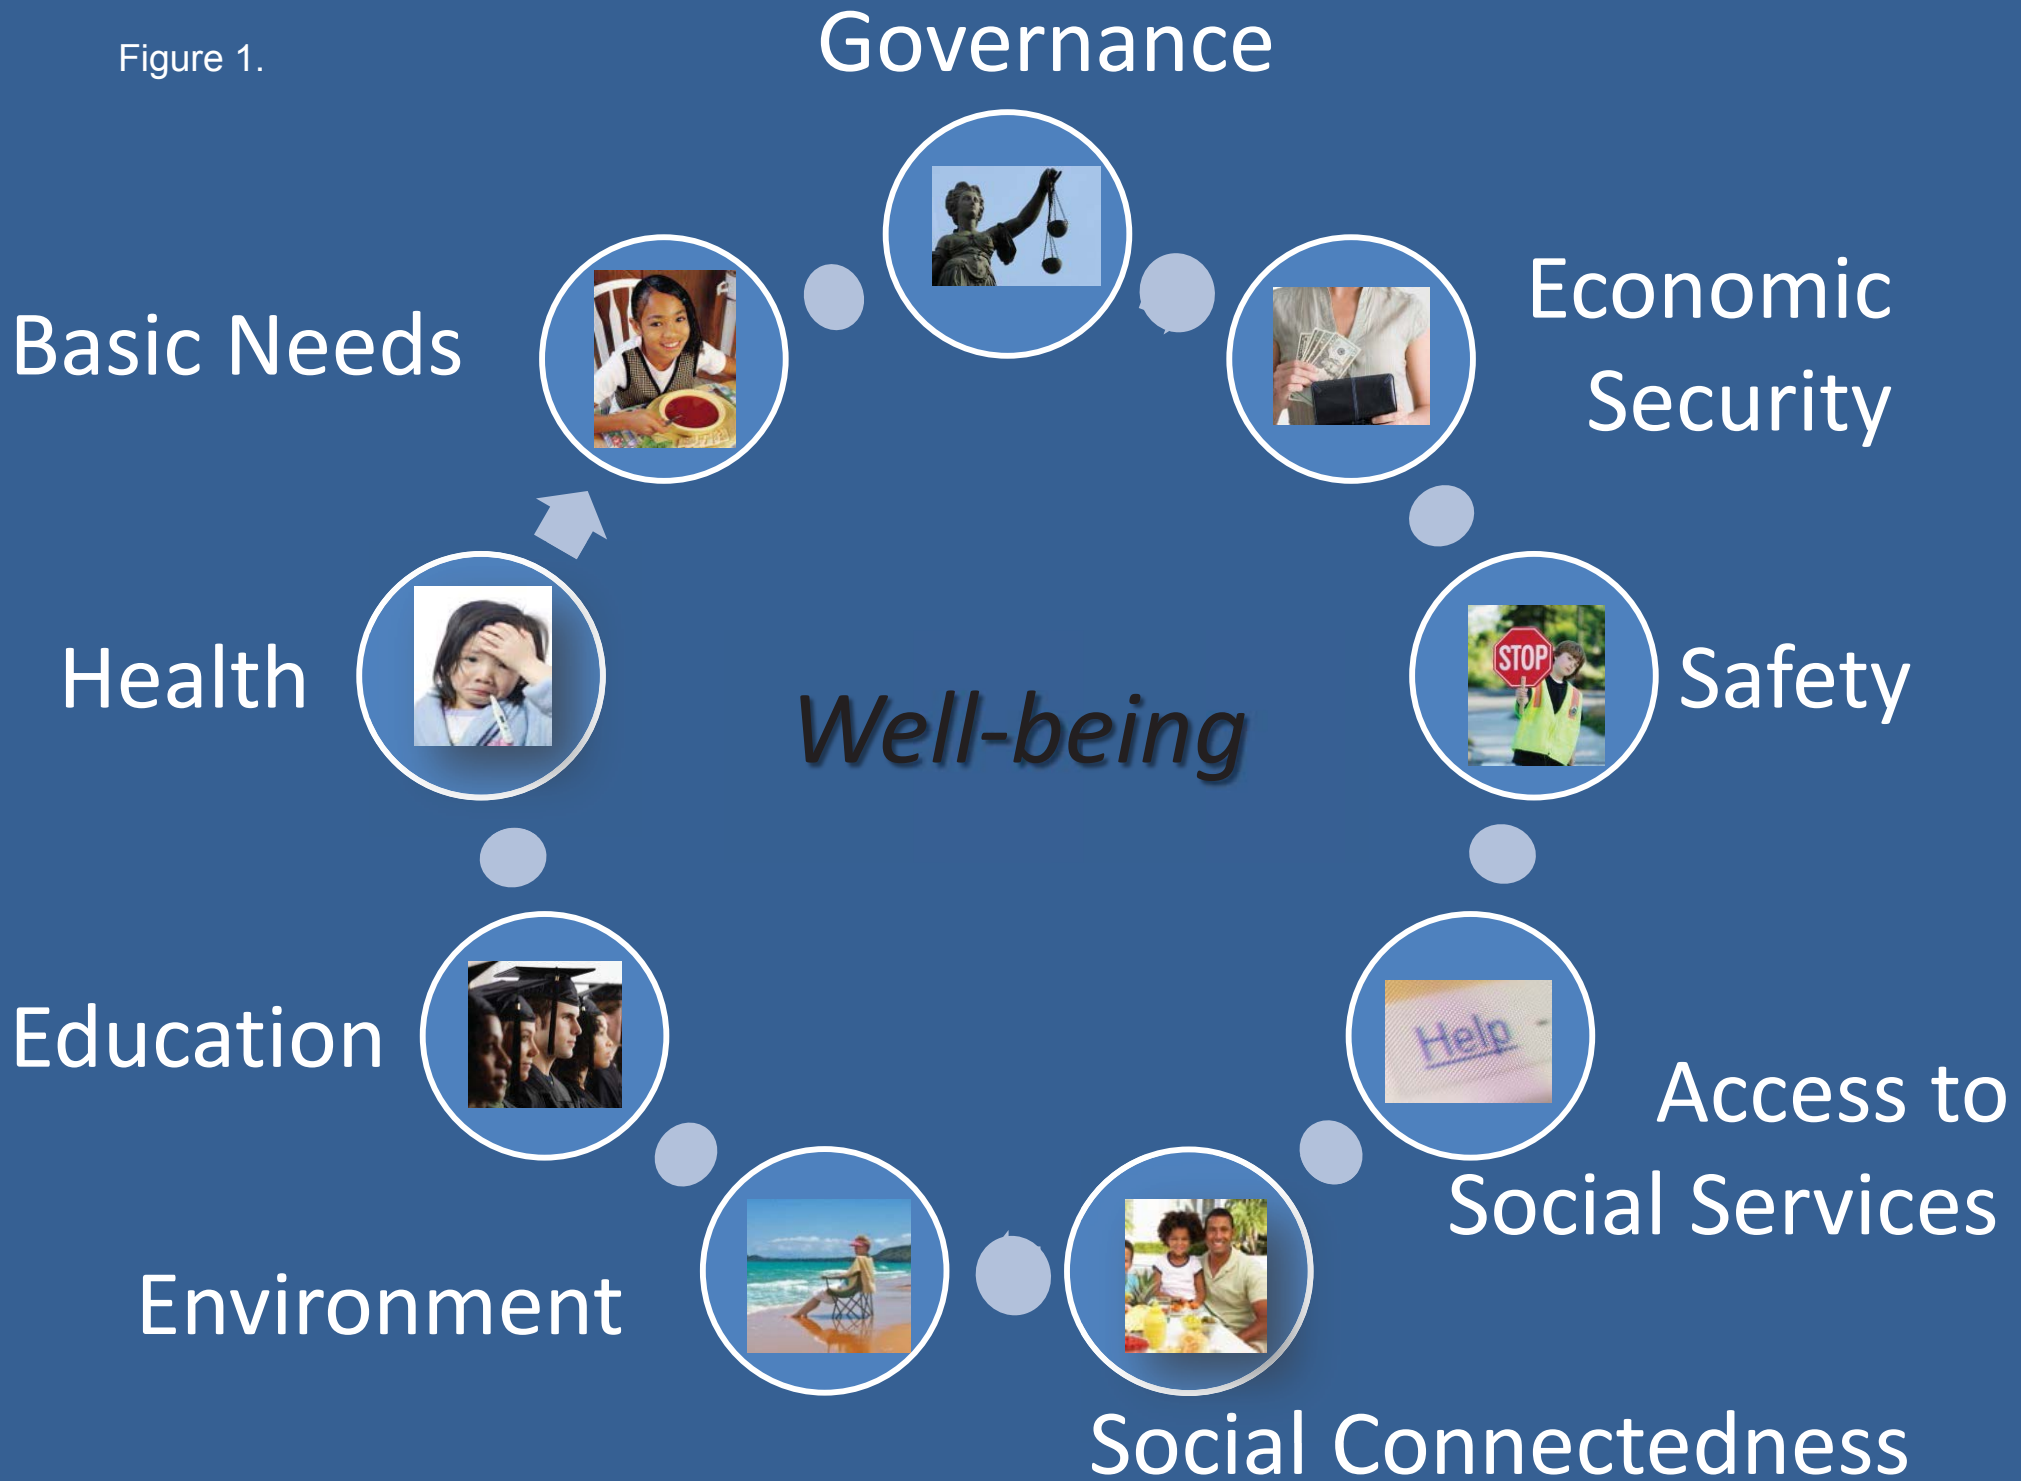 Figure 1.
Governance
Economic
Security
Basic Needs
Health
STOP
Safety
Well-being
Education
Help
Access to
Social Services
Environment
Social Connectedness